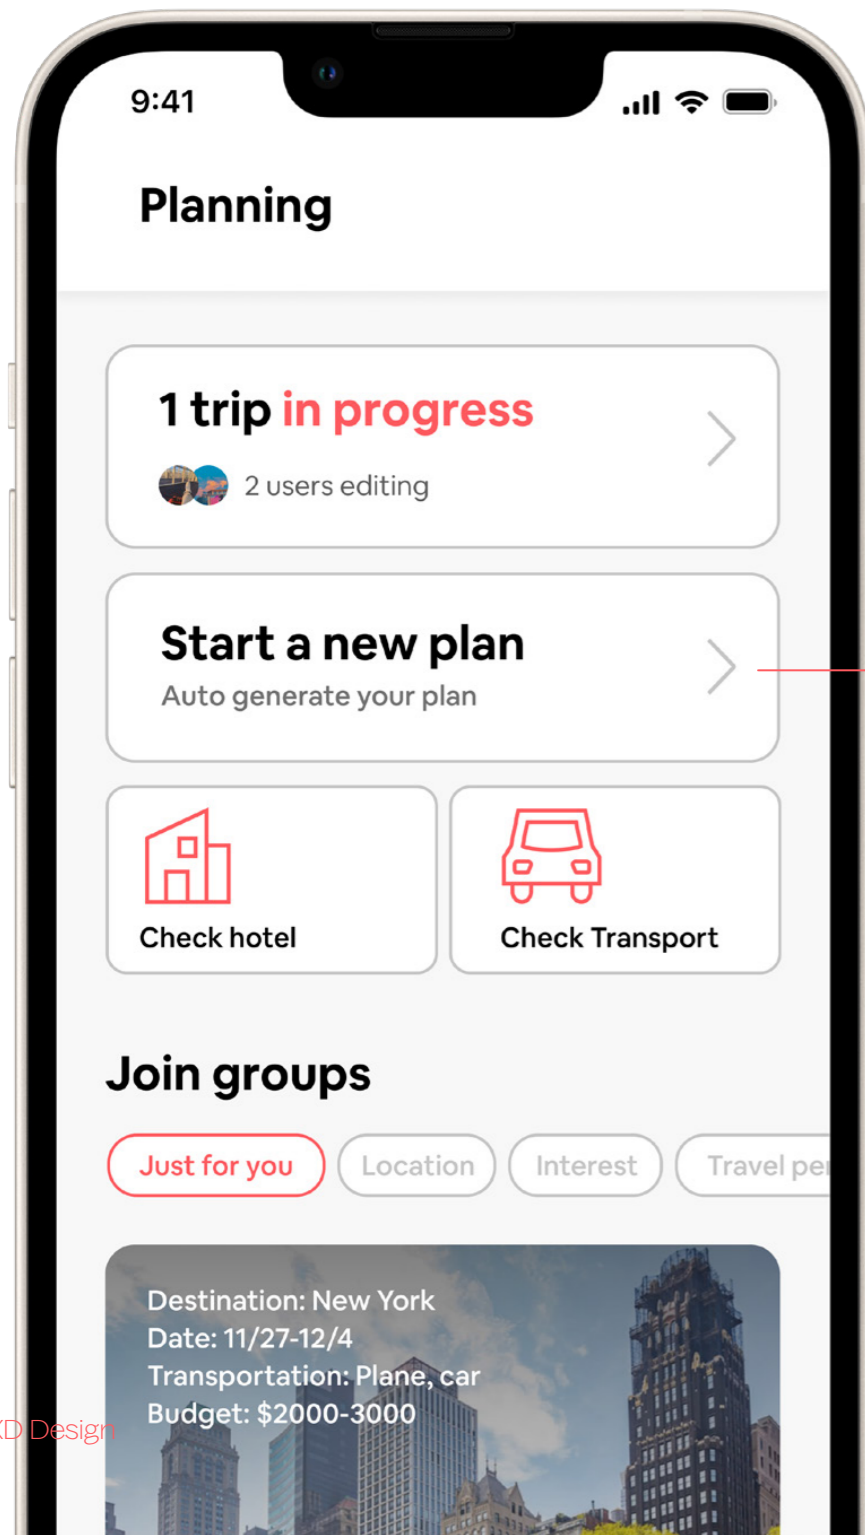 9:41
Planning
1 trip in progress
2 users editing
Start a new plan
Auto generate your plan
Check hotel
Check Transport
Join groups
Just for you
Location
Interest
Travel
Destination: New York
Date: 11/27-12/4
Transportation: Plane, car
Budget: $2000-3000
Design